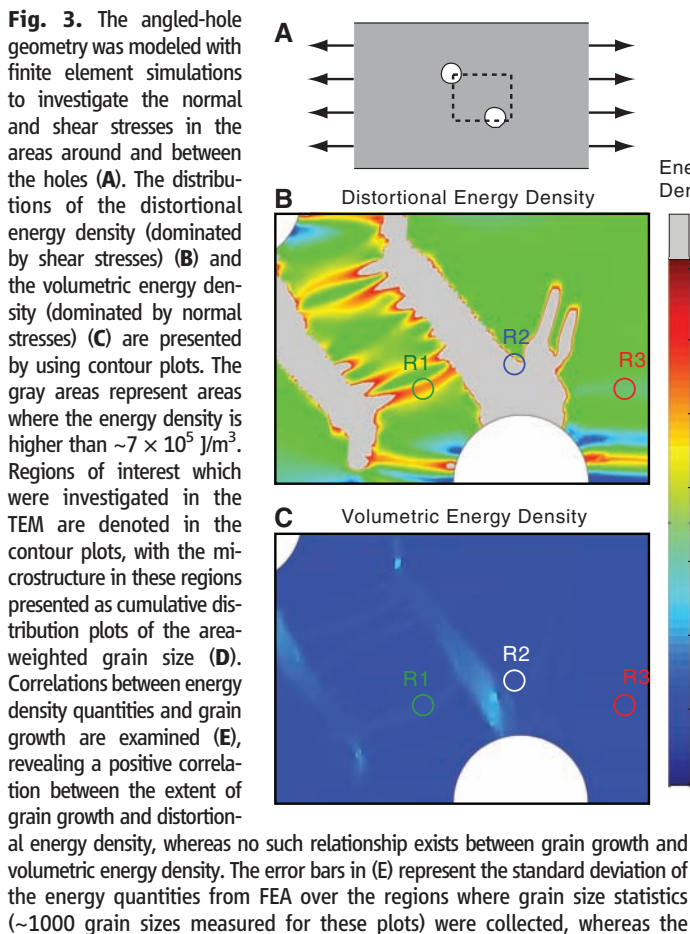 Fig. 3. The angled-hole
geometry was modeled with
finite element simulations
to investigate the normal
and shear stresses in the
areas around and between
the holes (A). The distribu-
tions of the distortional
energy density (dominated
by shear stresses) (B) and
the volumetric energy den-
sity (dominated by normal
stresses) (C) are presented
by using contour plots. The
gray areas represent areas
where the energy density is
higher than ~7 × 10⁵ J/m³.
Regions of interest which
were investigated in the
TEM are denoted in the
contour plots, with the mi-
crostructure in these regions
presented as cumulative dis-
tribution plots of the area-
weighted grain size (D).
Correlations between energy
density quantities and grain
growth are examined (E),
revealing a positive correla-
tion between the extent of
grain growth and distortion-
al energy density, whereas no such relationship exists between grain growth and
volumetric energy density. The error bars in (E) represent the standard deviation of
the energy quantities from FEA over the regions where grain size statistics
(~1000 grain sizes measured for these plots) were collected, whereas the
A
B Distortional Energy Density
R1
R2
R3
C Volumetric Energy Density
R1
R2
R3
Ene
Den